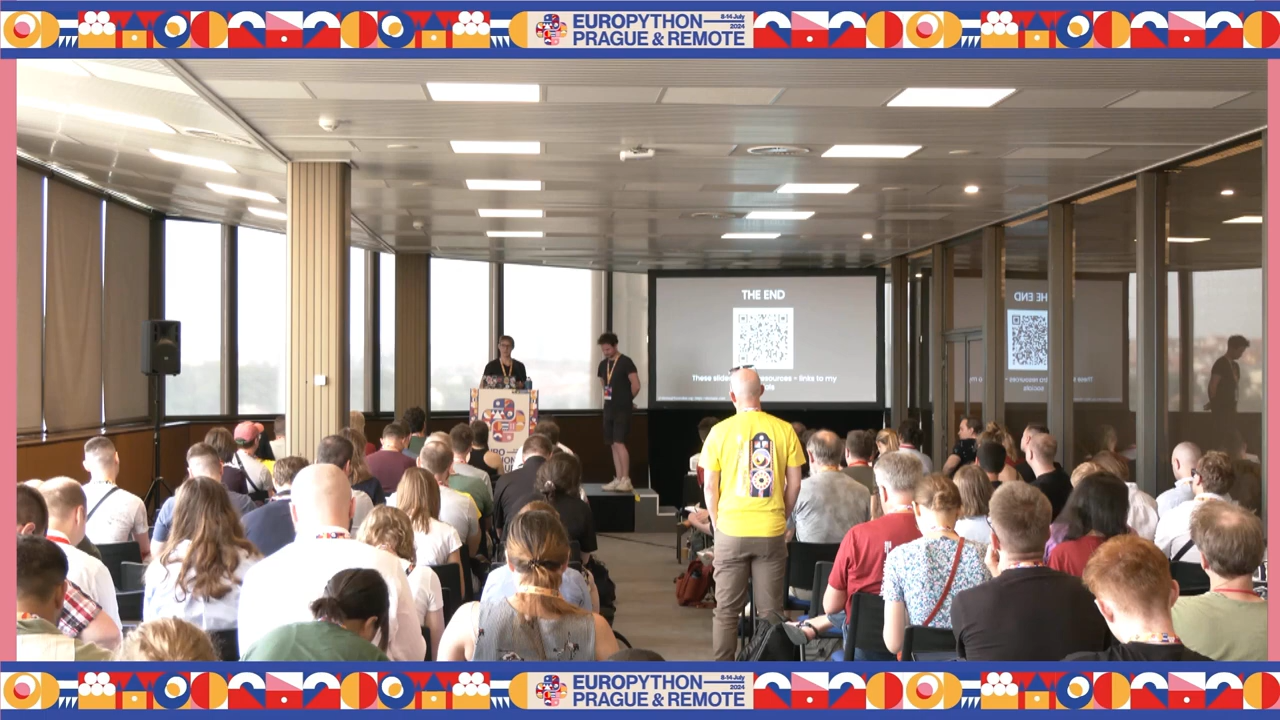 EUROPYTHON
8-14 July
2024
PRAGUE & REMOTE
THE END
These slides resources + links to my
EUROPYTHON
8-14 July
2024
PRAGUE & REMOTE